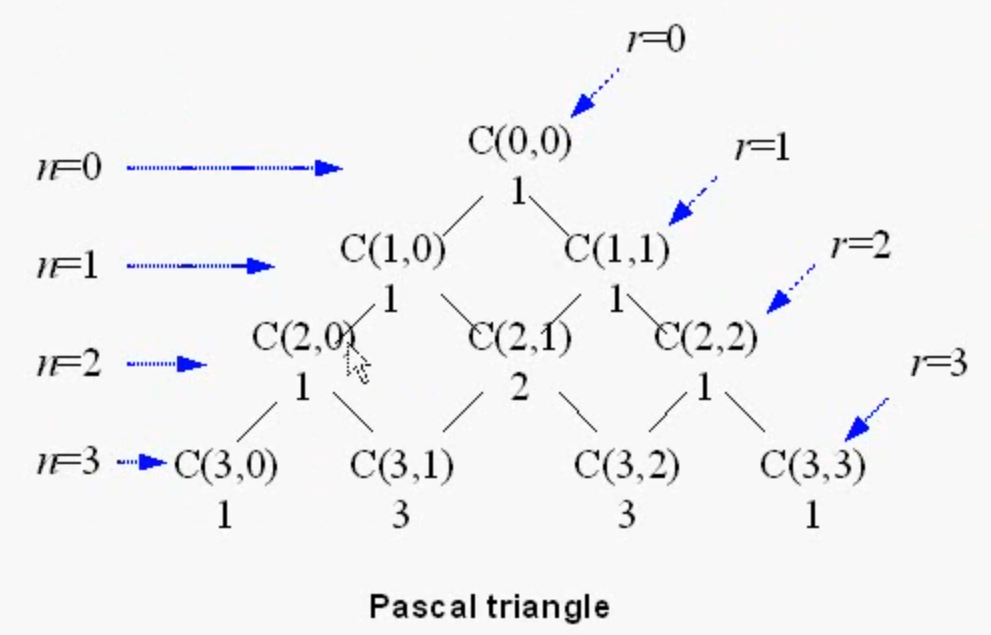 r=0
C(0,0)
n=0
r=1
1
C(1,0) C(1,1)
n=1
r=2
1 1
C(2,0) C(2,1) C(2,2)
n=2
r=3
1 2 1
n=3 C(3,0) C(3,1) C(3,2) C(3,3)
1 3 3 1
Pascal triangle